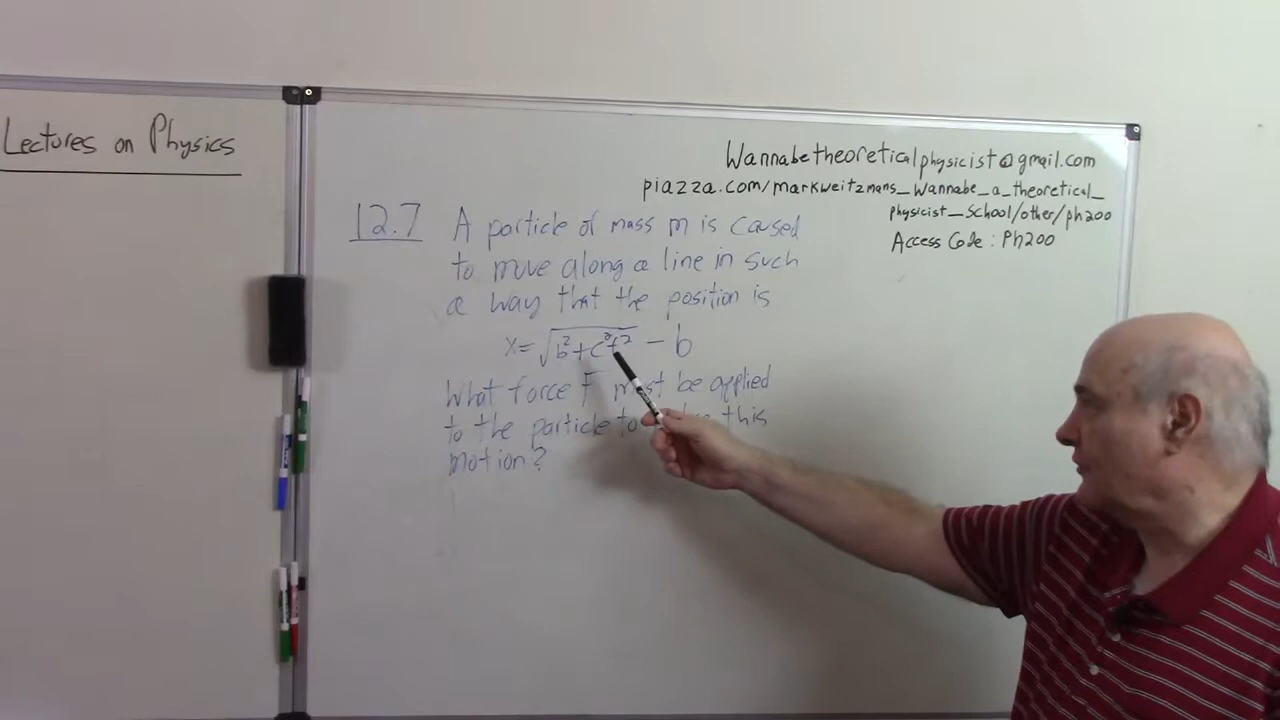 Lectures on Physics
Wannabetheoreticalphysicist@gmail.com
piazza.com/markweitzmans_wannabe_a_theoretical_
physicist_school/other/ph200
Access Code: Ph200
12.7 A particle of mass m is caused
to move along a line in such
a way that the position is
x=√b²+c²t² - b
What force F must be applied
to the particle to this
motion?